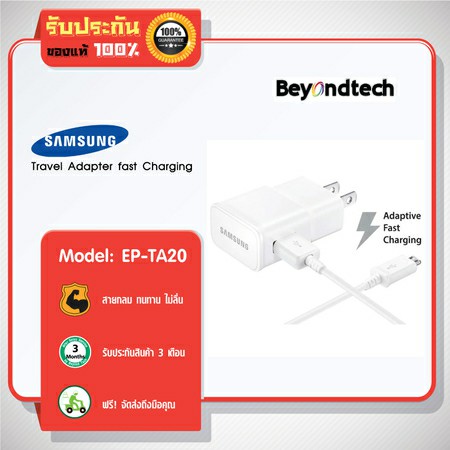 รับประกัน
ของแท้ 100%
100%
GUARANTEE
Beyondtech
SAMSUNG
Travel Adapter fast Charging
SAMSUNG
Adaptive
Fast
Charging
Model: EP-TA20
สายกลม ทนทาน ไม่ลื่น
3
Months
รับประกันสินค้า 3 เดือน
ฟรี! จัดส่งถึงมือคุณ